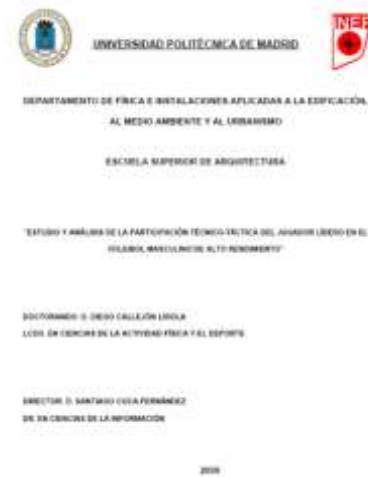 UNIVERSIDAD POLITÉCNICA DE MADRID
INEF
DEPARTAMENTO DE FÍSICA E INSTALACIONES APLICADAS A LA EDIFICACIÓN,
AL MEDIO AMBIENTE Y AL URBANISMO
ESCUELA SUPERIOR DE ARQUITECTURA
"ESTUDIO Y ANÁLISIS DE LA PARTICIPACIÓN TÉCNICO-TÁCTICA DEL JUGADOR LÍBERO EN EL
VOLEIBOL MASCULINO DE ALTO RENDIMIENTO"
DOCTORANDO: D. DIEGO CALLEJÓN LIROLA
LCDO. EN CIENCIAS DE LA ACTIVIDAD FÍSICA Y EL DEPORTE
DIRECTOR: D. SANTIAGO COCA FERNÁNDEZ
DR. EN CIENCIAS DE LA INFORMACIÓN